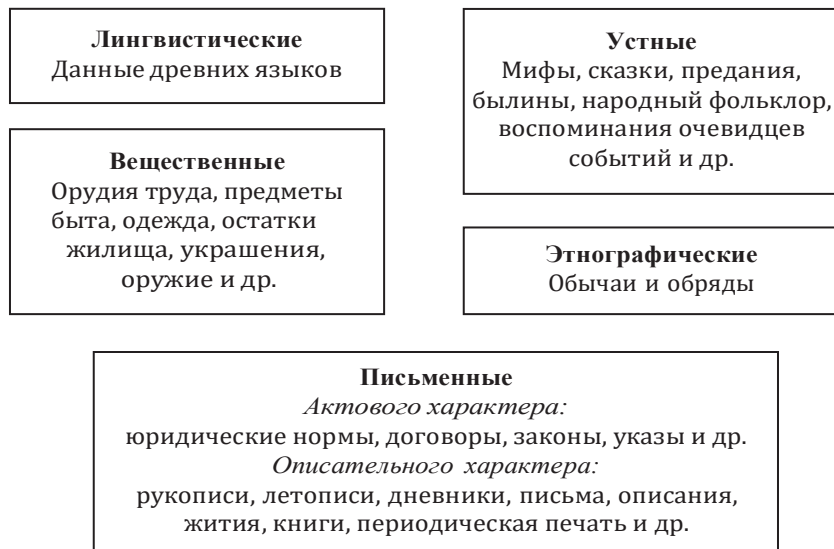 Лингвистические
Данные древних языков
Вещественные
Орудия труда, предметы
быта, одежда, остатки
жилища, украшения,
оружие и др.
Устные
Мифы, сказки, предания,
былины, народный фольклор,
воспоминания очевидцев
событий и др.
Этнографические
Обычаи и обряды
Письменные
Актового характера:
юридические нормы, договоры, законы, указы и др.
Описательного характера:
рукописи, летописи, дневники, письма, описания,
жития, книги, периодическая печать и др.